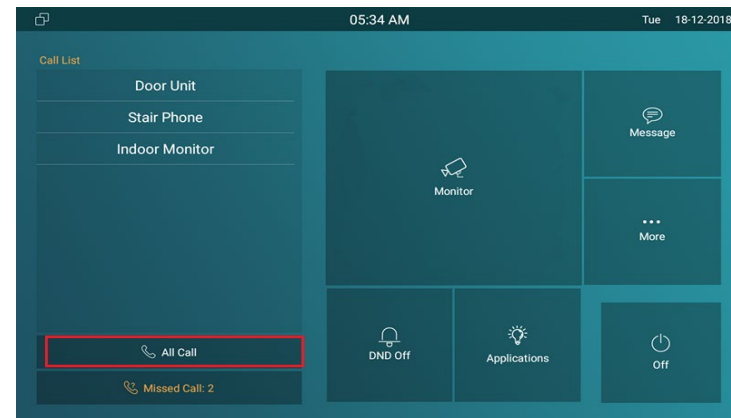 05:34 AM
Tue 18-12-2018
Call List
Door Unit
Stair Phone
Indoor Monitor
All Call
Missed Call: 2
Monitor
Message
More
DND Off
Applications
Off